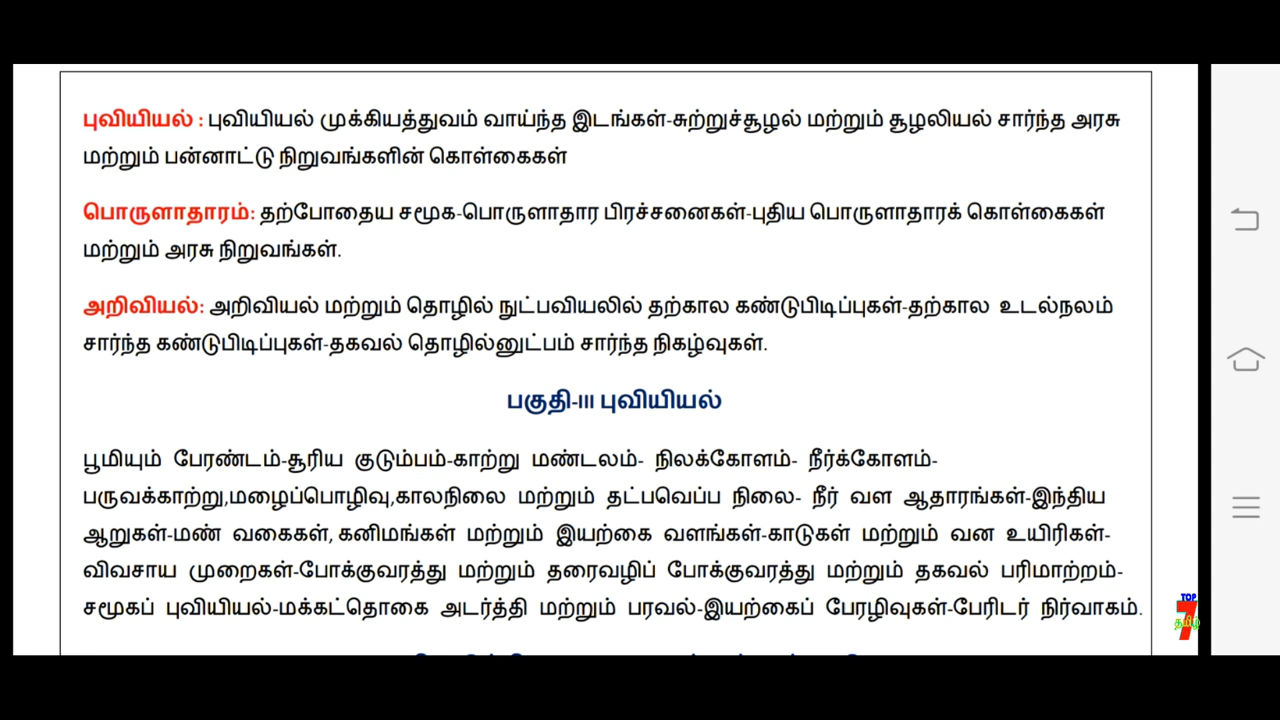 புவியியல் : புவியியல் முக்கியத்துவம் வாய்ந்த இடங்கள்-சுற்றுச்சூழல் மற்றும் சூழலியல் சார்ந்த அரசு
மற்றும் பன்னாட்டு நிறுவங்களின் கொள்கைகள்
பொருளாதாரம்: தற்போதைய சமூக-பொருளாதார பிரச்சனைகள்-புதிய பொருளாதாரக் கொள்கைகள்
மற்றும் அரசு நிறுவங்கள்.
அறிவியல்: அறிவியல் மற்றும் தொழில் நுட்பவியலில் தற்கால கண்டுபிடிப்புகள்-தற்கால உடல்நலம்
சார்ந்த கண்டுபிடிப்புகள்-தகவல் தொழில்னுட்பம் சார்ந்த நிகழ்வுகள்.
பகுதி-III புவியியல்
பூமியும் பேரண்டம்-சூரிய குடும்பம்-காற்று மண்டலம்- நிலக்கோளம்- நீர்க்கோளம்-
பருவக்காற்று,மழைப்பொழிவு,காலநிலை மற்றும் தட்பவெப்ப நிலை- நீர் வள ஆதாரங்கள்-இந்திய
ஆறுகள்-மண் வகைகள், கனிமங்கள் மற்றும் இயற்கை வளங்கள்-காடுகள் மற்றும் வன உயிரிகள்-
விவசாய முறைகள்-போக்குவரத்து மற்றும் தரைவழிப் போக்குவரத்து மற்றும் தகவல் பரிமாற்றம்-
சமூகப் புவியியல்-மக்கட்தொகை அடர்த்தி மற்றும் பரவல்-இயற்கைப் பேரழிவுகள்-பேரிடர் நிர்வாகம்.
TOP
7
தமிழ்